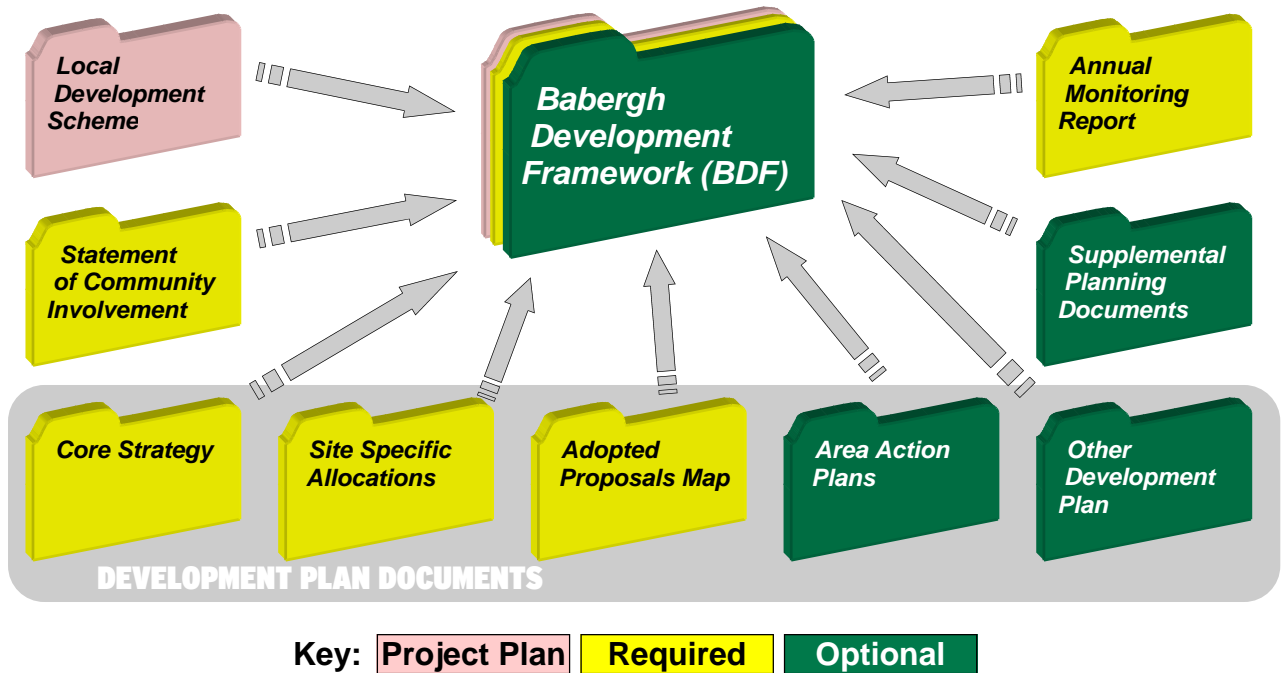 Local
Development
Scheme
Babergh
Development
Framework (BDF)
Annual
Monitoring
Report
Statement
of Community
Involvement
Supplemental
Planning
Documents
Core Strategy
Site Specific
Allocations
Adopted
Proposals Map
Area Action
Plans
Other
Development
Plan
DEVELOPMENT PLAN DOCUMENTS
Key: Project Plan Required Optional